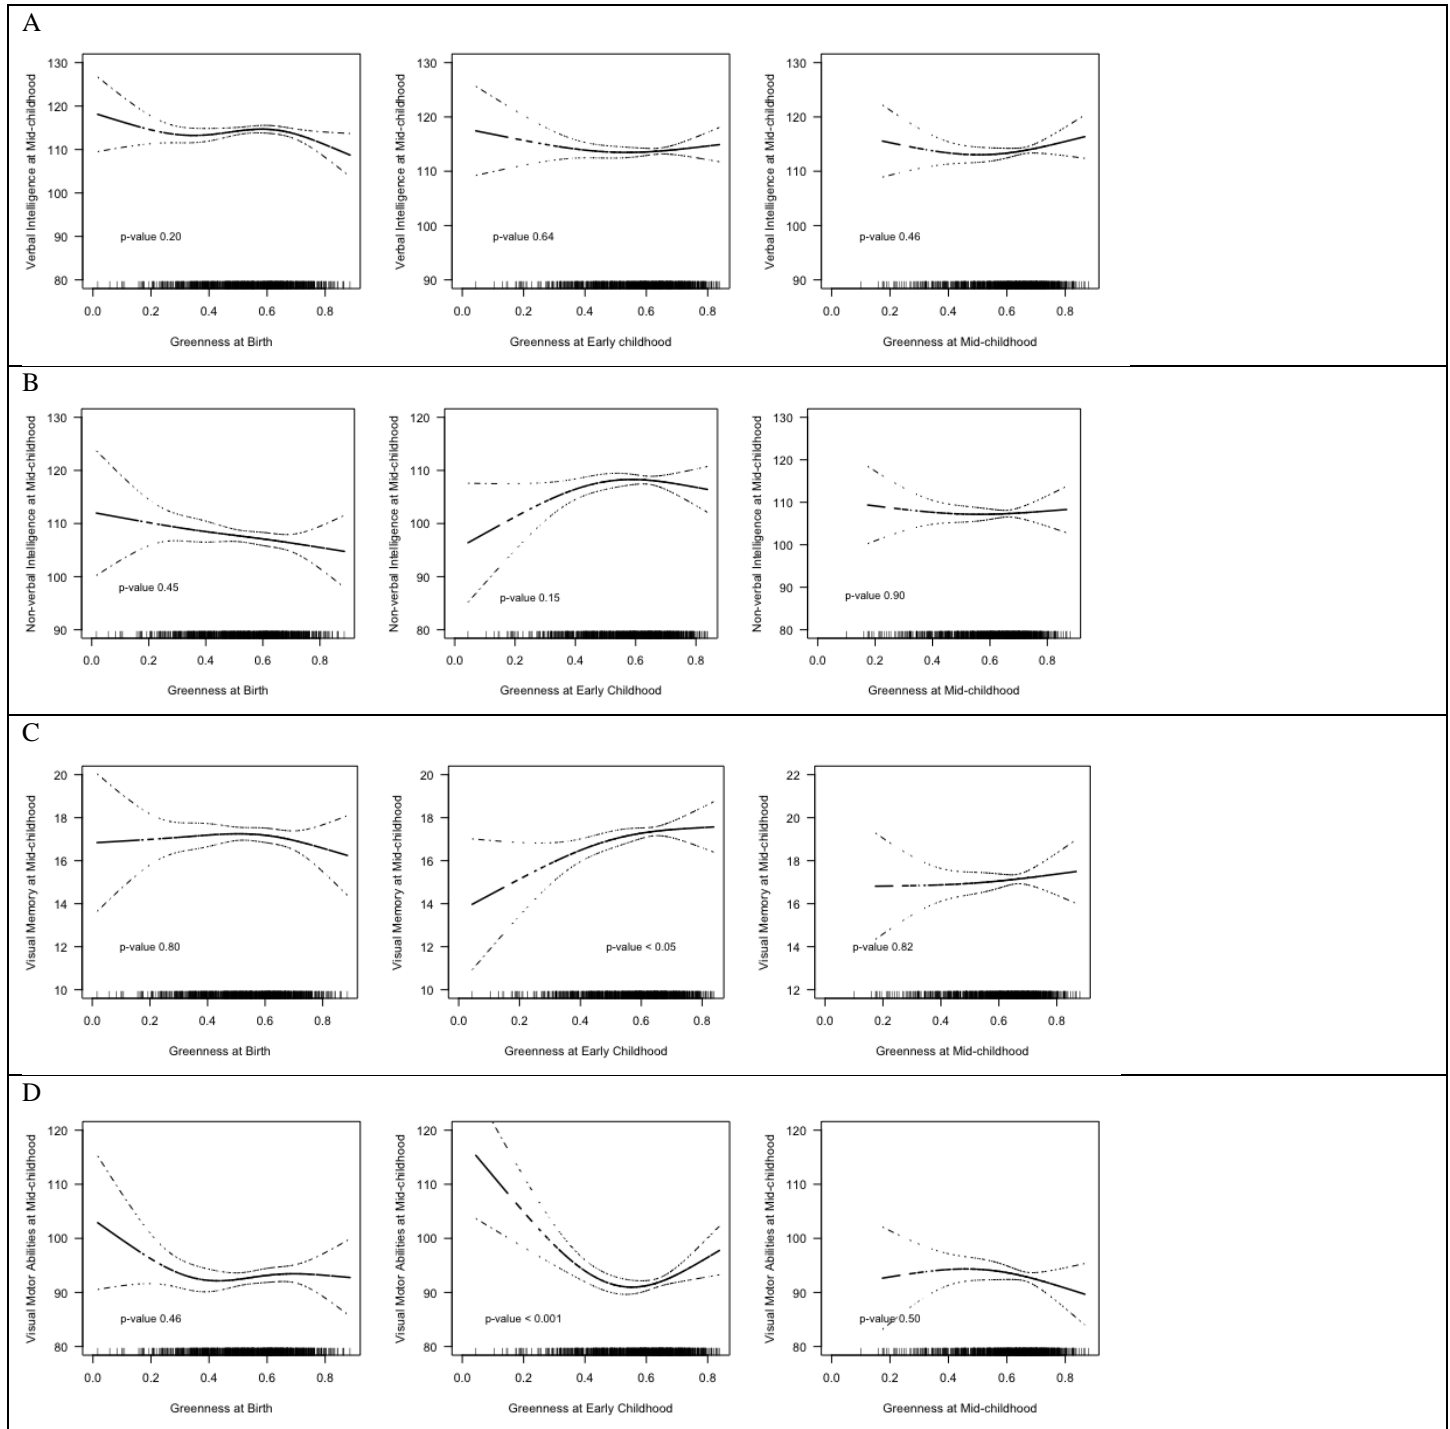 A
Verbal Intelligence at Mid-childhood
130
120
110
100
90
80
p-value 0.20
0.0 0.2 0.4 0.6 0.8
Greenness at Birth
Verbal Intelligence at Mid-childhood
130
120
110
100
90
p-value 0.64
0.0 0.2 0.4 0.6 0.8
Greenness at Early childhood
Verbal Intelligence at Mid-childhood
130
120
110
100
90
p-value 0.46
0.0 0.2 0.4 0.6 0.8
Greenness at Mid-childhood
B
Non-verbal Intelligence at Mid-childhood
130
120
110
100
90
p-value 0.45
0.0 0.2 0.4 0.6 0.8
Greenness at Birth
Non-verbal Intelligence at Mid-childhood
120
110
100
90
80
p-value 0.15
0.0 0.2 0.4 0.6 0.8
Greenness at Early Childhood
Non-verbal Intelligence at Mid-childhood
130
120
110
100
90
80
p-value 0.90
0.0 0.2 0.4 0.6 0.8
Greenness at Mid-childhood
C
Visual Memory at Mid-childhood
20
18
16
14
12
10
p-value 0.80
0.0 0.2 0.4 0.6 0.8
Greenness at Birth
Visual Memory at Mid-childhood
20
18
16
14
12
10
p-value < 0.05
0.0 0.2 0.4 0.6 0.8
Greenness at Early Childhood
Visual Memory at Mid-childhood
22
20
18
16
14
12
p-value 0.82
0.0 0.2 0.4 0.6 0.8
Greenness at Mid-childhood
D
Visual Motor Abilities at Mid-childhood
120
110
100
90
80
p-value 0.46
0.0 0.2 0.4 0.6 0.8
Greenness at Birth
Visual Motor Abilities at Mid-childhood
120
110
100
90
80
p-value < 0.001
0.0 0.2 0.4 0.6 0.8
Greenness at Early Childhood
Visual Motor Abilities at Mid-childhood
120
110
100
90
80
p-value 0.50
0.0 0.2 0.4 0.6 0.8
Greenness at Mid-childhood